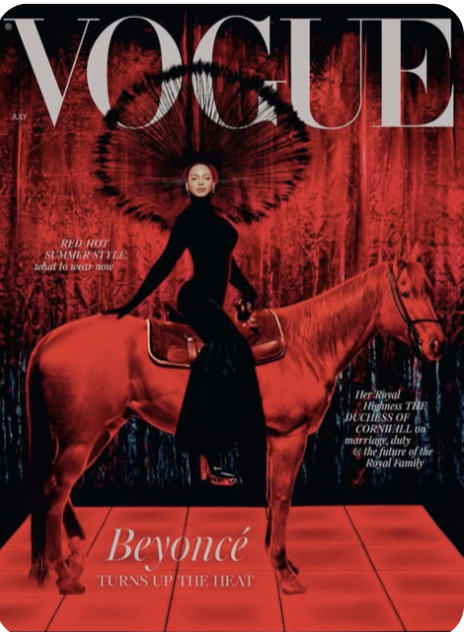 VOGUE
®
JULY
RED-HOT
SUMMER STYLE:
what to wear now
Her Royal
Highness THE
DUCHESS OF
CORNWALL on
marriage, duty
& the future of the
Royal Family
Beyoncé
TURNS UP THE HEAT